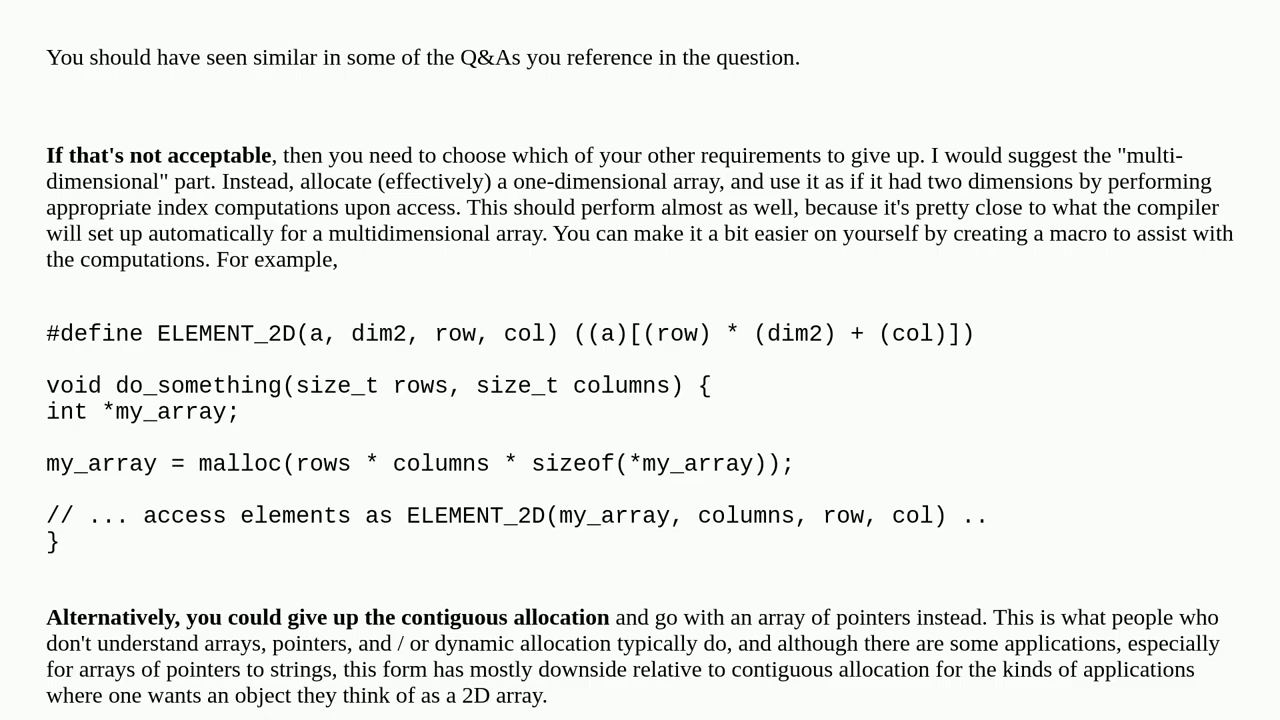 You should have seen similar in some of the Q&As you reference in the question.
If that's not acceptable, then you need to choose which of your other requirements to give up. I would suggest the "multi-
dimensional" part. Instead, allocate (effectively) a one-dimensional array, and use it as if it had two dimensions by performing
appropriate index computations upon access. This should perform almost as well, because it's pretty close to what the compiler
will set up automatically for a multidimensional array. You can make it a bit easier on yourself by creating a macro to assist with
the computations. For example,
#define ELEMENT_2D(a, dim2, row, col) ((a)[(row) * (dim2) + (col)])
void do_something(size_t rows, size_t columns) {
int *my_array;
my_array = malloc(rows * columns * sizeof(*my_array));
// ... access elements as ELEMENT_2D(my_array, columns, row, col) ..
}
Alternatively, you could give up the contiguous allocation and go with an array of pointers instead. This is what people who
don't understand arrays, pointers, and / or dynamic allocation typically do, and although there are some applications, especially
for arrays of pointers to strings, this form has mostly downside relative to contiguous allocation for the kinds of applications
where one wants an object they think of as a 2D array.